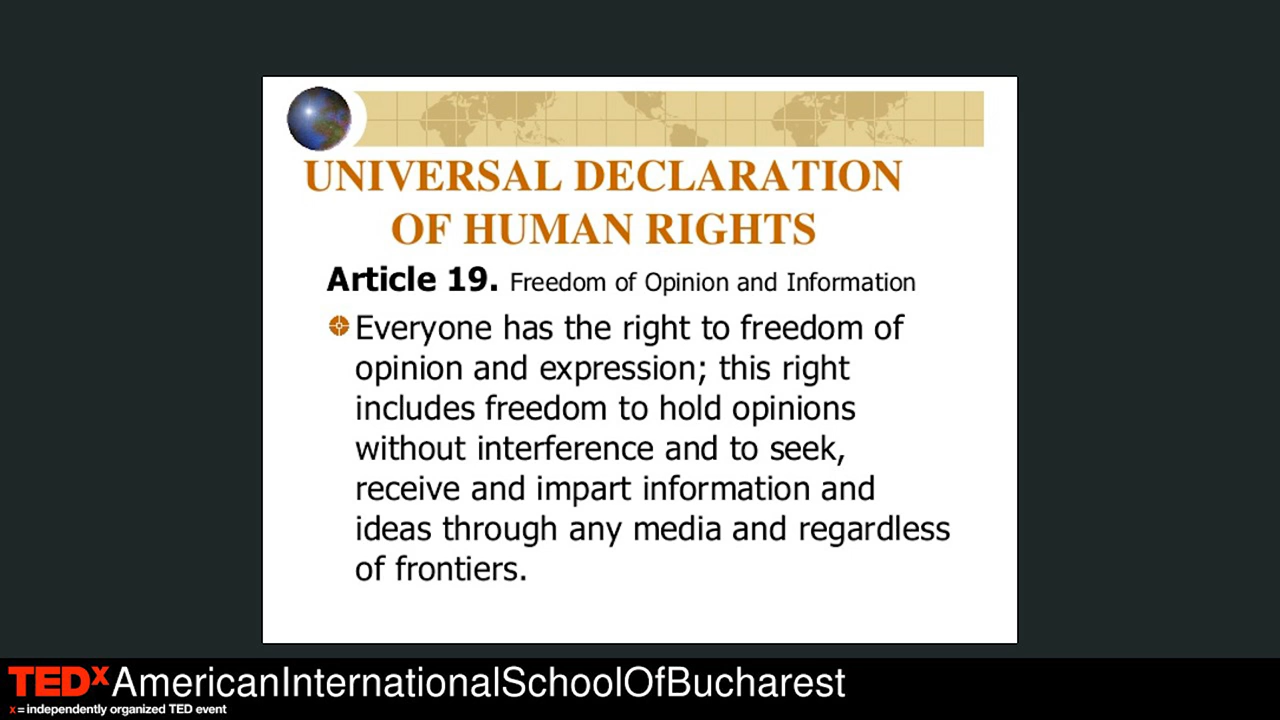 UNIVERSAL DECLARATION
OF HUMAN RIGHTS
Article 19. Freedom of Opinion and Information
Everyone has the right to freedom of
opinion and expression; this right
includes freedom to hold opinions
without interference and to seek,
receive and impart information and
ideas through any media and regardless
of frontiers.
TEDxAmericanInternationalSchoolOfBucharest
x = independently organized TED event